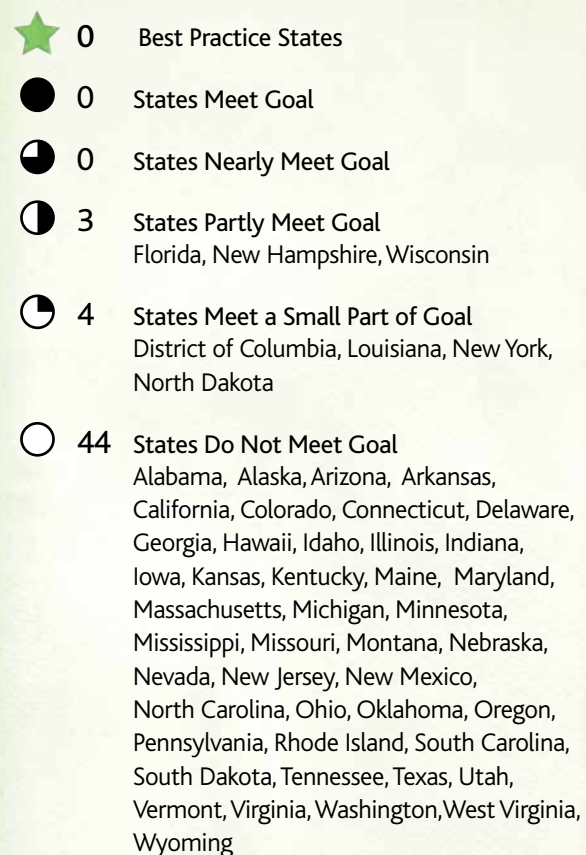 0 Best Practice States
0 States Meet Goal
0 States Nearly Meet Goal
3 States Partly Meet Goal
Florida, New Hampshire, Wisconsin
4 States Meet a Small Part of Goal
District of Columbia, Louisiana, New York,
North Dakota
44 States Do Not Meet Goal
Alabama, Alaska, Arizona, Arkansas,
California, Colorado, Connecticut, Delaware,
Georgia, Hawaii, Idaho, Illinois, Indiana,
Iowa, Kansas, Kentucky, Maine, Maryland,
Massachusetts, Michigan, Minnesota,
Mississippi, Missouri, Montana, Nebraska,
Nevada, New Jersey, New Mexico,
North Carolina, Ohio, Oklahoma, Oregon,
Pennsylvania, Rhode Island, South Carolina,
South Dakota, Tennessee, Texas, Utah,
Vermont, Virginia, Washington, West Virginia,
Wyoming